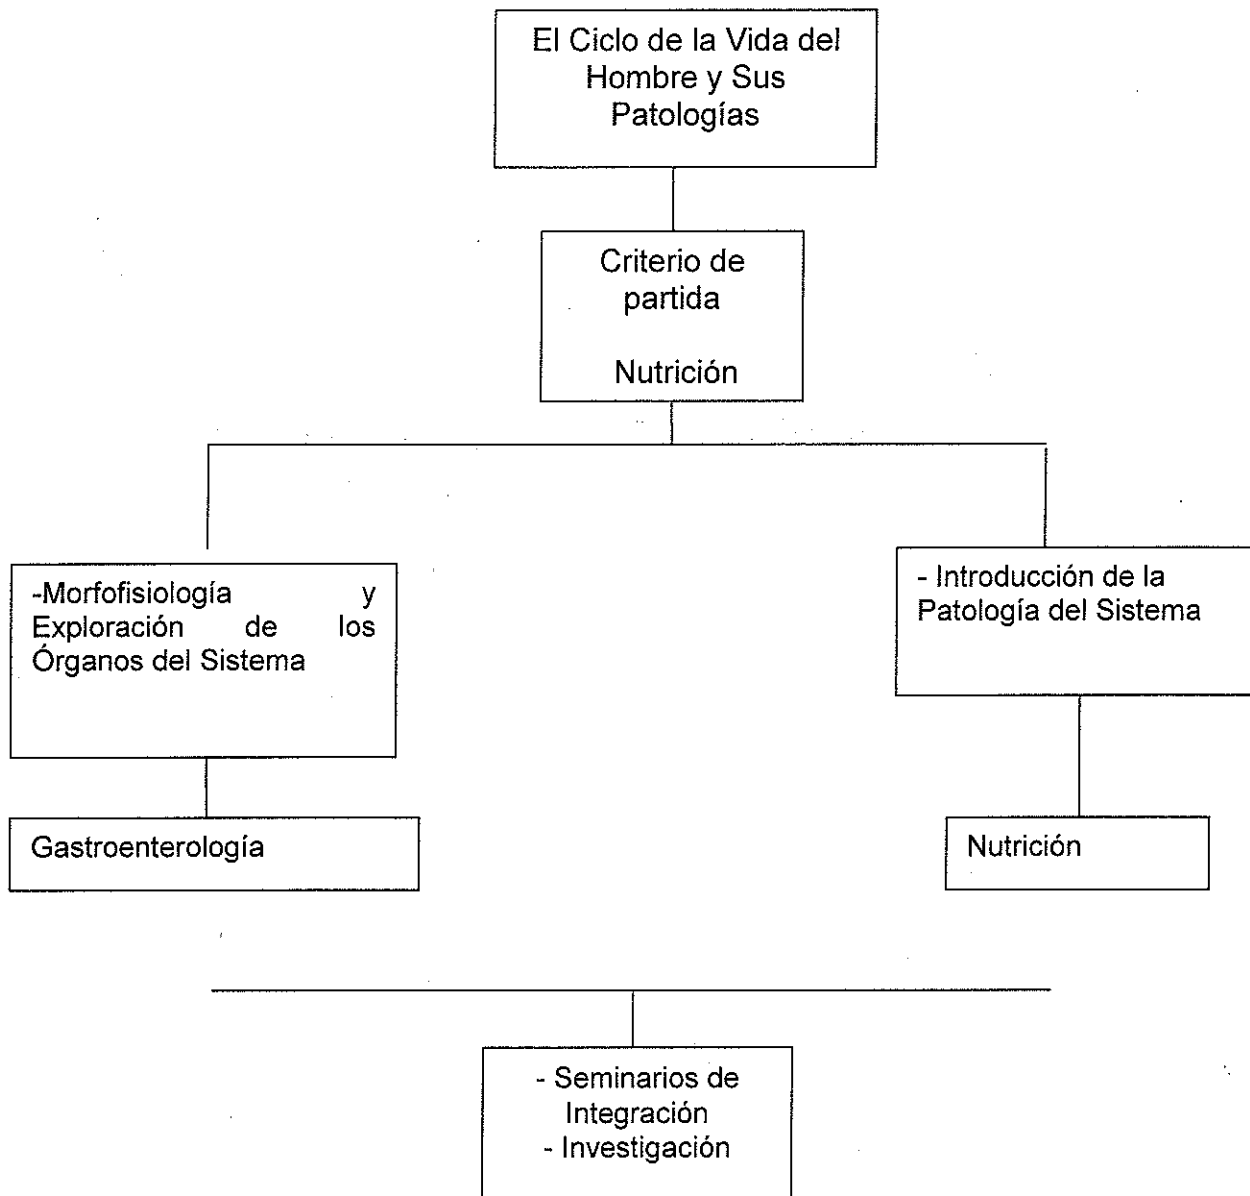 El Ciclo de la Vida del
Hombre y Sus
Patologías
Criterio de
partida
Nutrición
-Morfofisiología y
Exploración de los
Órganos del Sistema
- Introducción de la
Patología del Sistema
Gastroenterología
Nutrición
- Seminarios de
Integración
- Investigación